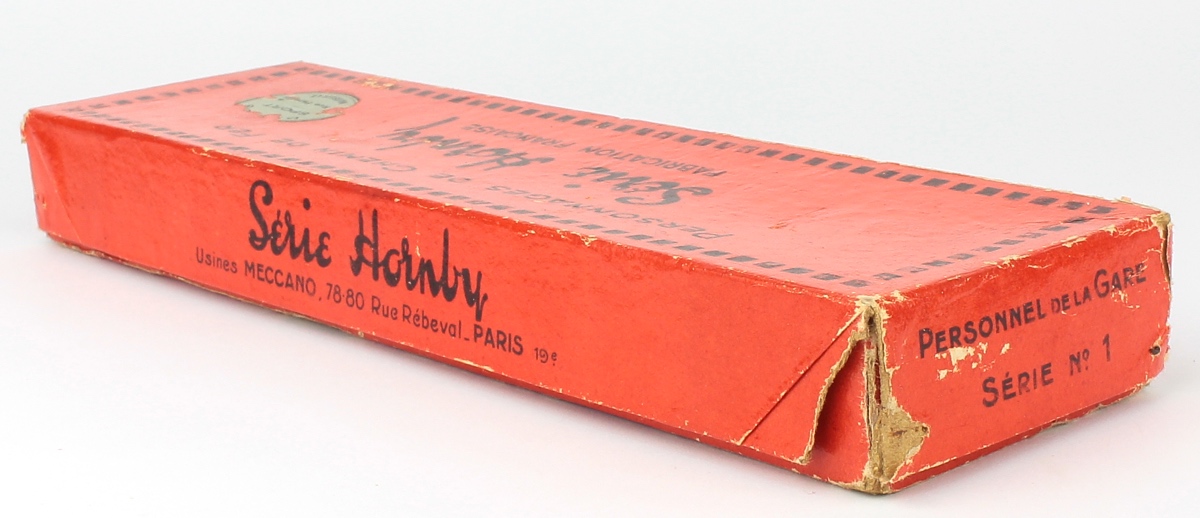 Personnages de Chemin de Fer
Série Hornby
FABRICATION FRANÇAISE
Série Hornby
Usines MECCANO, 78-80 Rue Rébeval_PARIS 19e.
PERSONNEL DE LA GARE
SÉRIE No 1